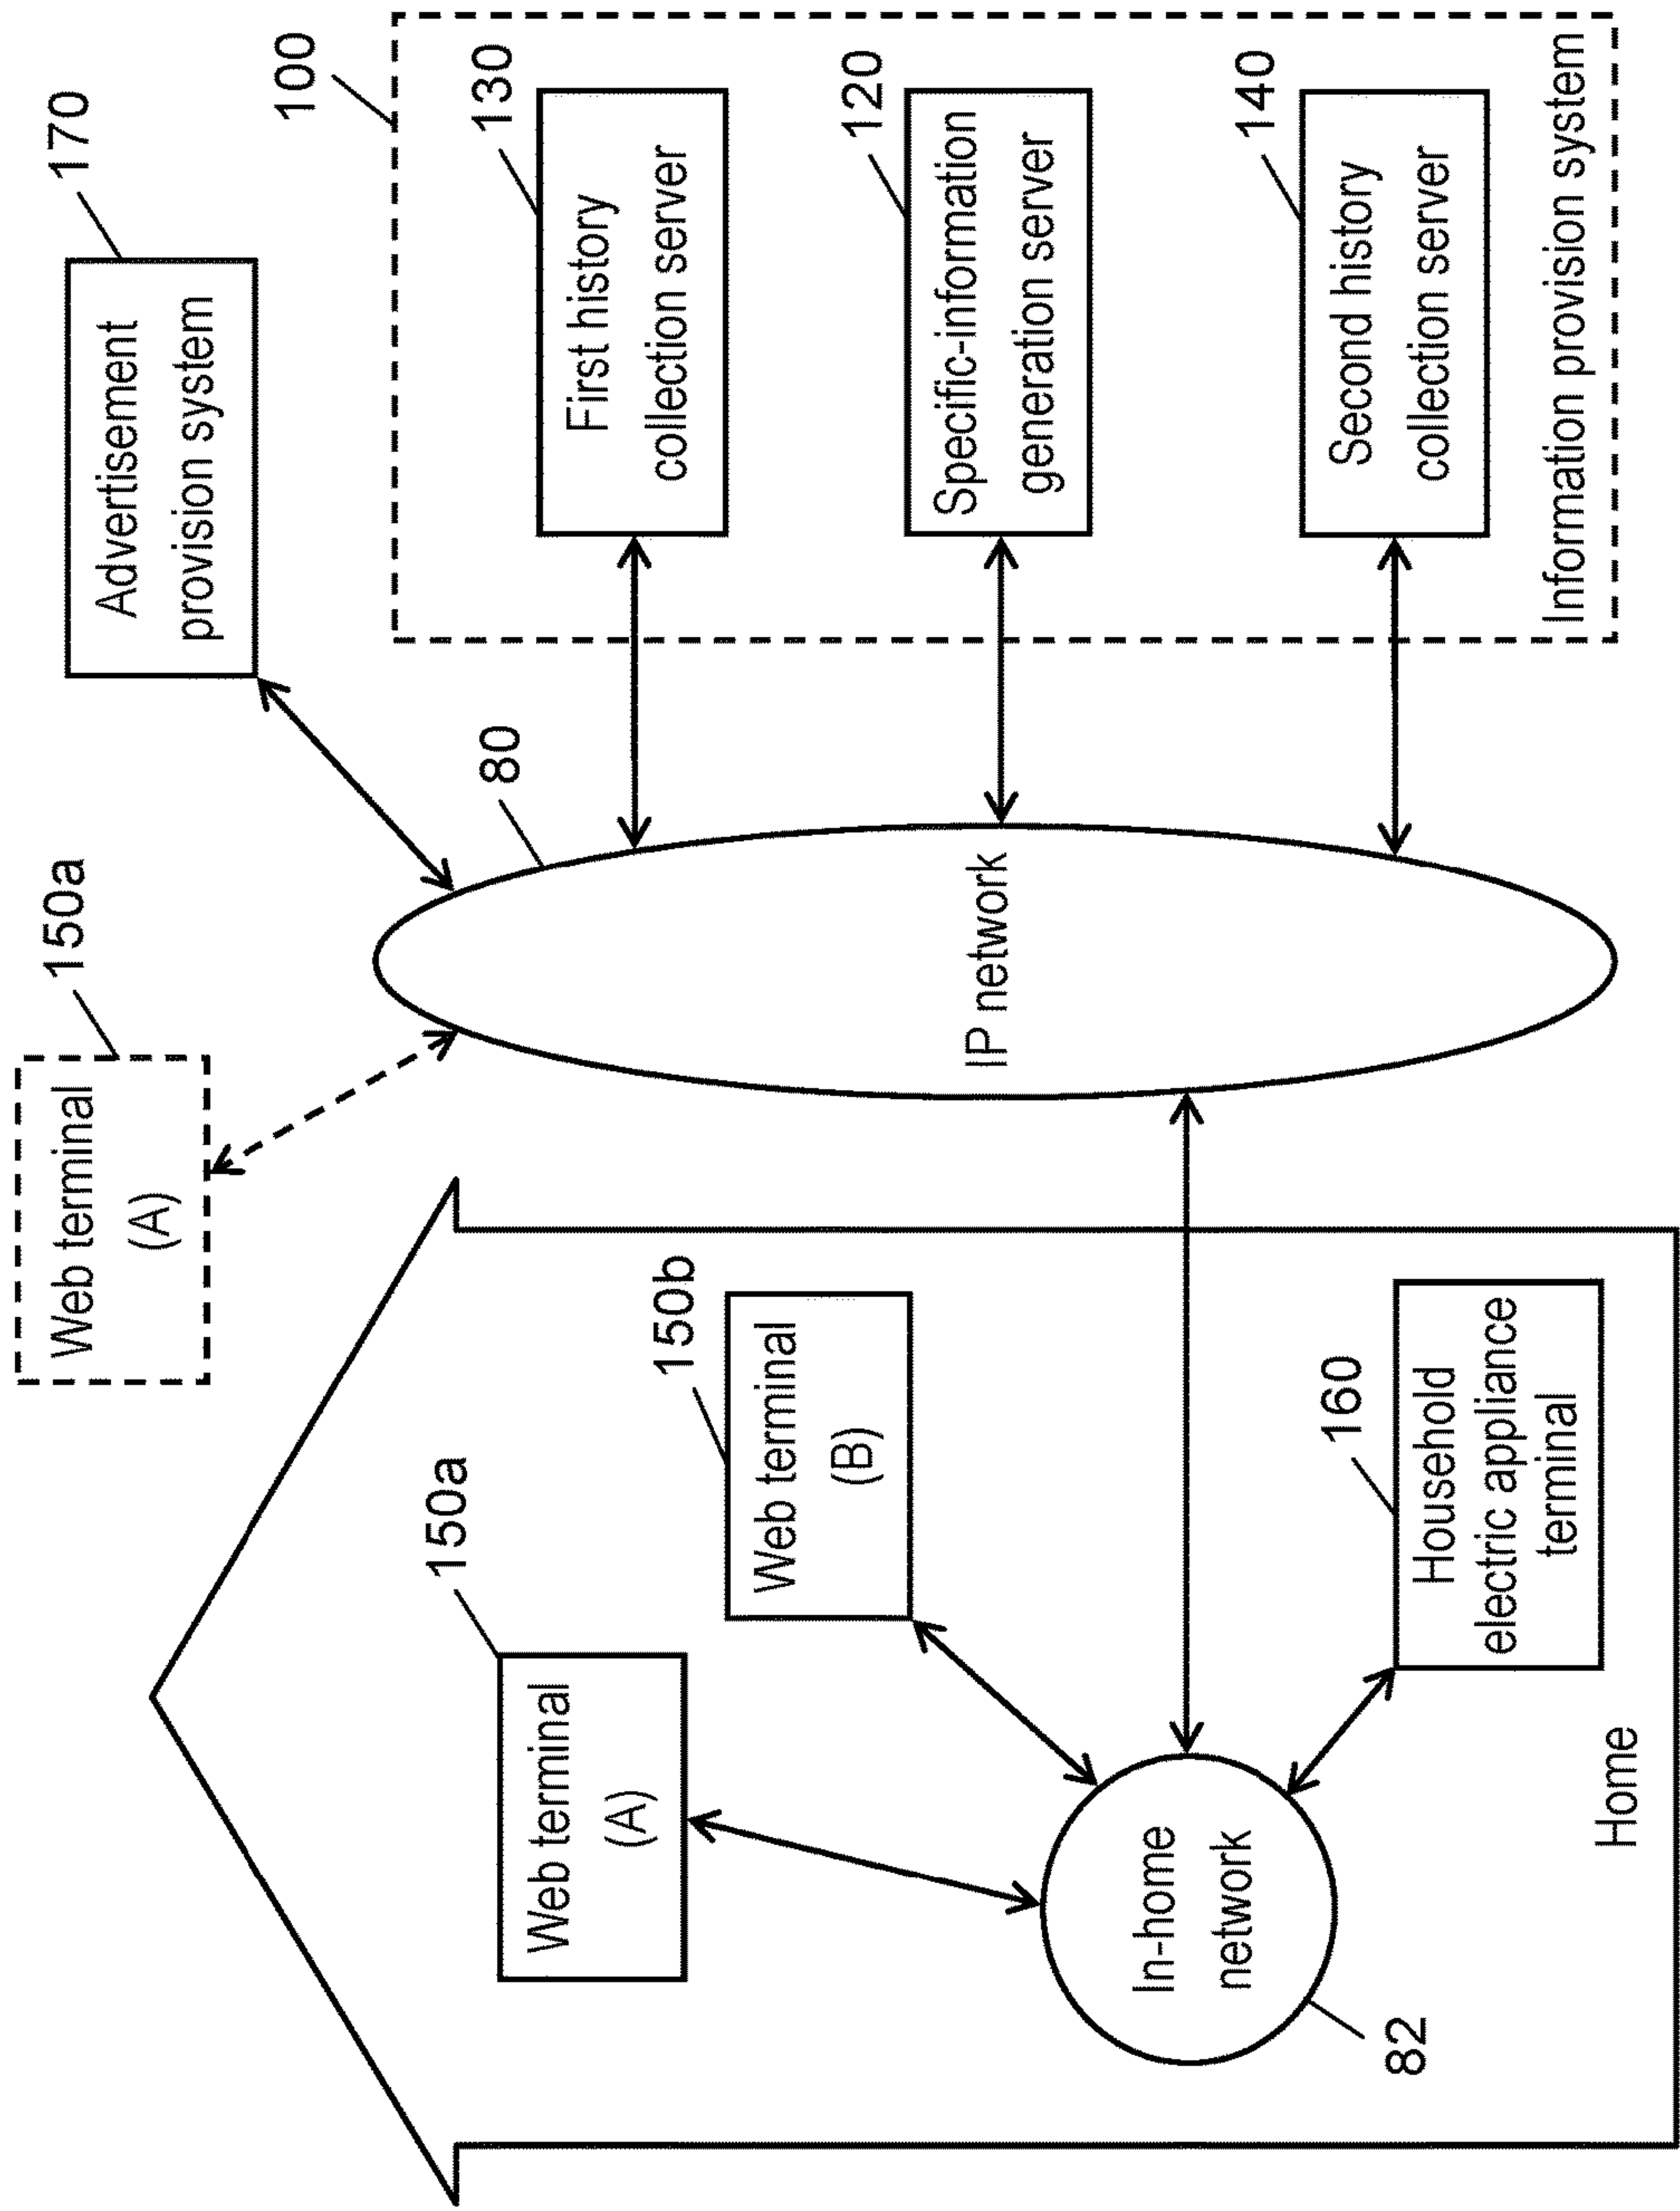 170
Advertisement
provision system
100
130
First history
collection server
120
Specific-information
generation server
140
Second history
collection server
Information provision system
80
IP network
150a
Web terminal
(A)
150a
Web terminal
(A)
150b
Web terminal
(B)
160
Household
electric appliance
terminal
In-home
network
82
Home